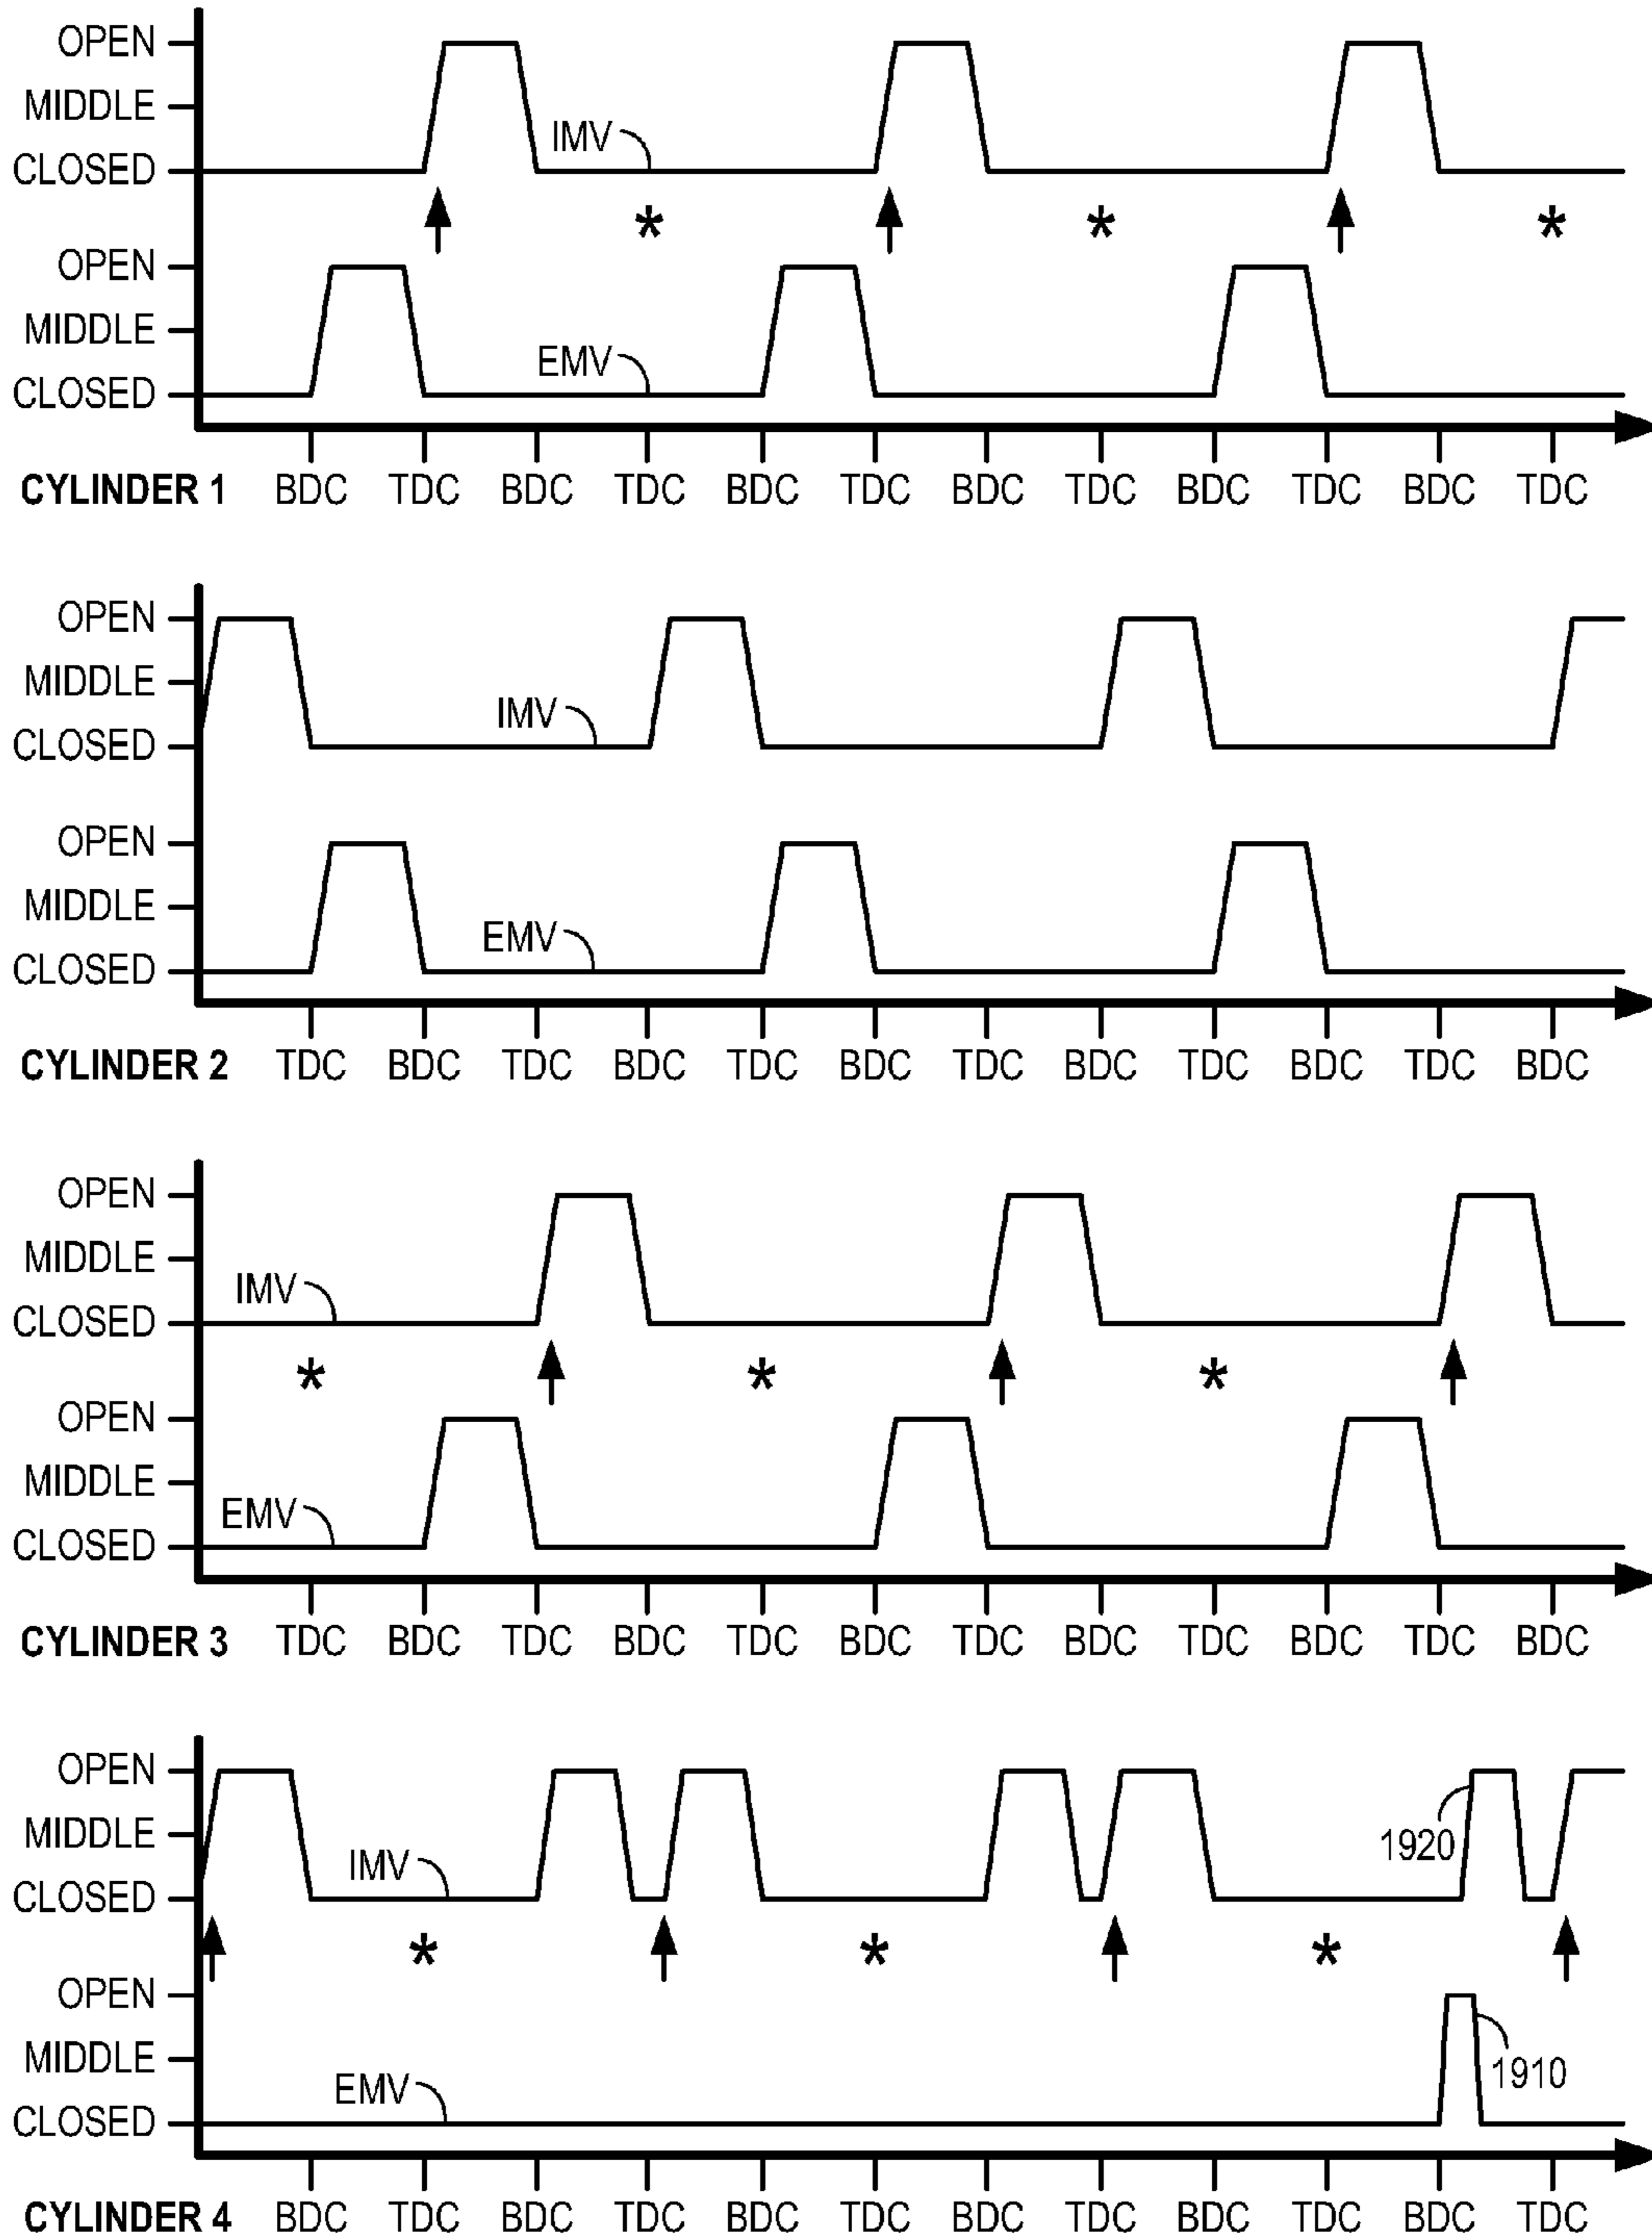 OPEN
MIDDLE
CLOSED
IMV
* * *
OPEN
MIDDLE
CLOSED
EMV
CYLINDER 1 BDC TDC BDC TDC BDC TDC BDC TDC BDC TDC BDC TDC
OPEN
MIDDLE
CLOSED
IMV
OPEN
MIDDLE
CLOSED
EMV
CYLINDER 2 TDC BDC TDC BDC TDC BDC TDC BDC TDC BDC TDC BDC
OPEN
MIDDLE
CLOSED
IMV
* * *
OPEN
MIDDLE
CLOSED
EMV
CYLINDER 3 TDC BDC TDC BDC TDC BDC TDC BDC TDC BDC TDC BDC
OPEN
MIDDLE
CLOSED
IMV
1920
* * *
OPEN
MIDDLE
CLOSED
EMV
1910
CYLINDER 4 BDC TDC BDC TDC BDC TDC BDC TDC BDC TDC BDC TDC